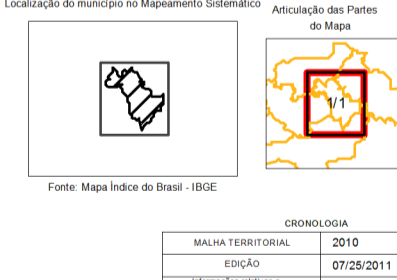 Localização do município no Mapeamento Sistemático
Articulação das Partes
do Mapa
1/1
Fonte: Mapa Índice do Brasil - IBGE
CRONOLOGIA
MALHA TERRITORIAL 2010
EDIÇÃO 07/25/2011